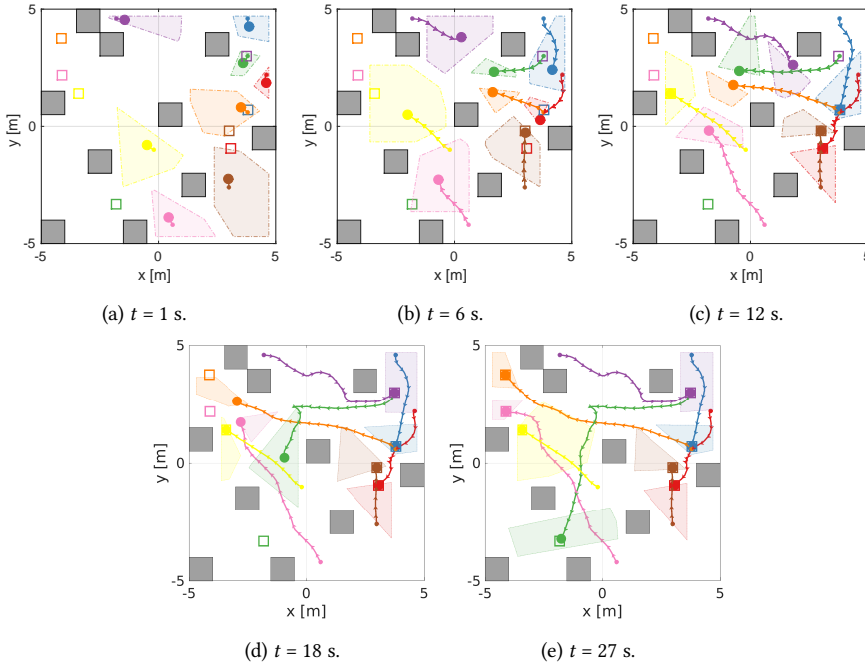 5
0
-5
y [m]
-5 0 5
x [m]
(a) t = 1 s.
5
0
-5
y [m]
-5 0 5
x [m]
(b) t = 6 s.
5
0
-5
y [m]
-5 0 5
x [m]
(c) t = 12 s.
5
0
-5
y [m]
-5 0 5
x [m]
(d) t = 18 s.
5
0
-5
y [m]
-5 0 5
x [m]
(e) t = 27 s.